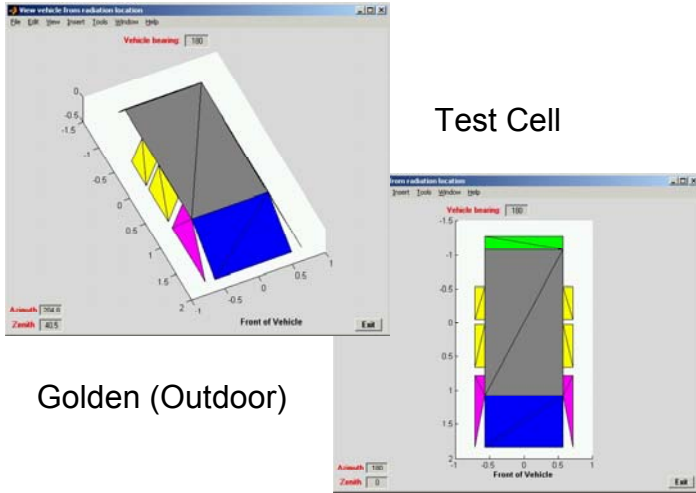 View vehicle from radiation location
File Edit View Insert Tools Window Help
Vehicle bearing: 180
0
-0.5
-1.5
-1
-0.5
0
0.5
1
1.5
2
-1
-0.5
0
0.5
1
Azimuth 204.8
Zenith 40.5
Front of Vehicle
Exit
Test Cell
from radiation location
Insert Tools Window Help
Vehicle bearing: 180
-1.5
-1
-0.5
0
0.5
1
1.5
2
-1
-0.5
0
0.5
1
Azimuth 180
Zenith 0
Front of Vehicle
Exit
Golden (Outdoor)